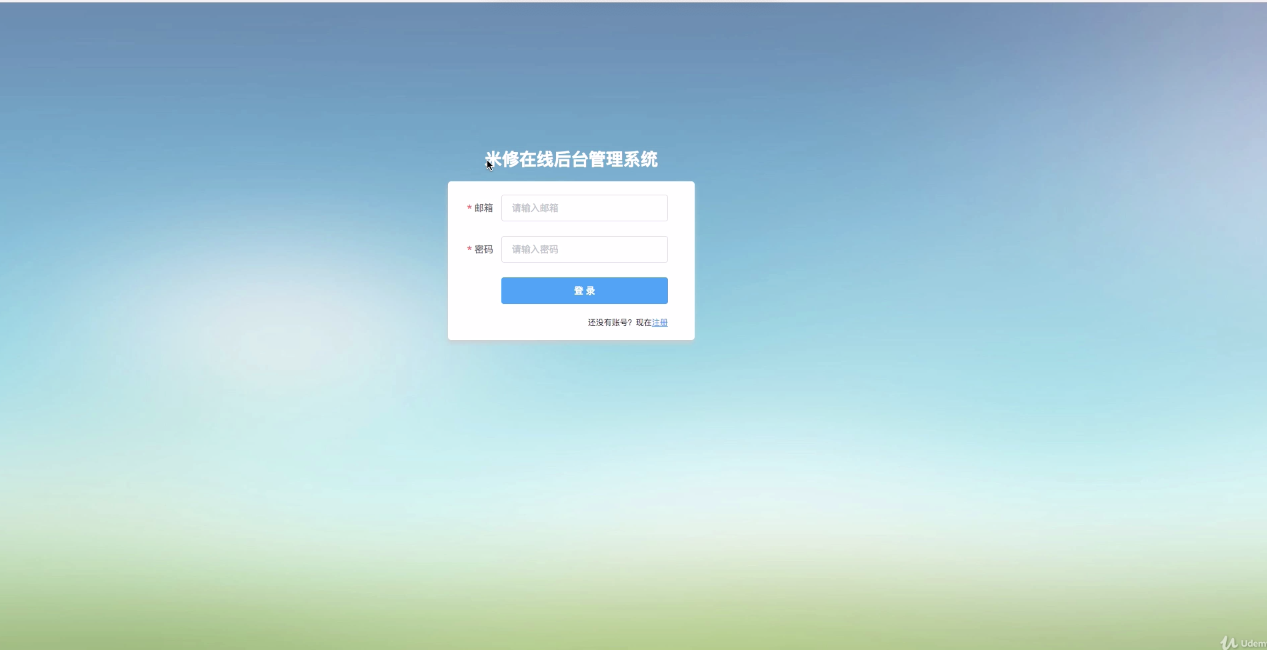 米修在线后台管理系统
* 邮箱 请输入邮箱
* 密码 请输入密码
登 录
还没有账号？现在注册
Udem